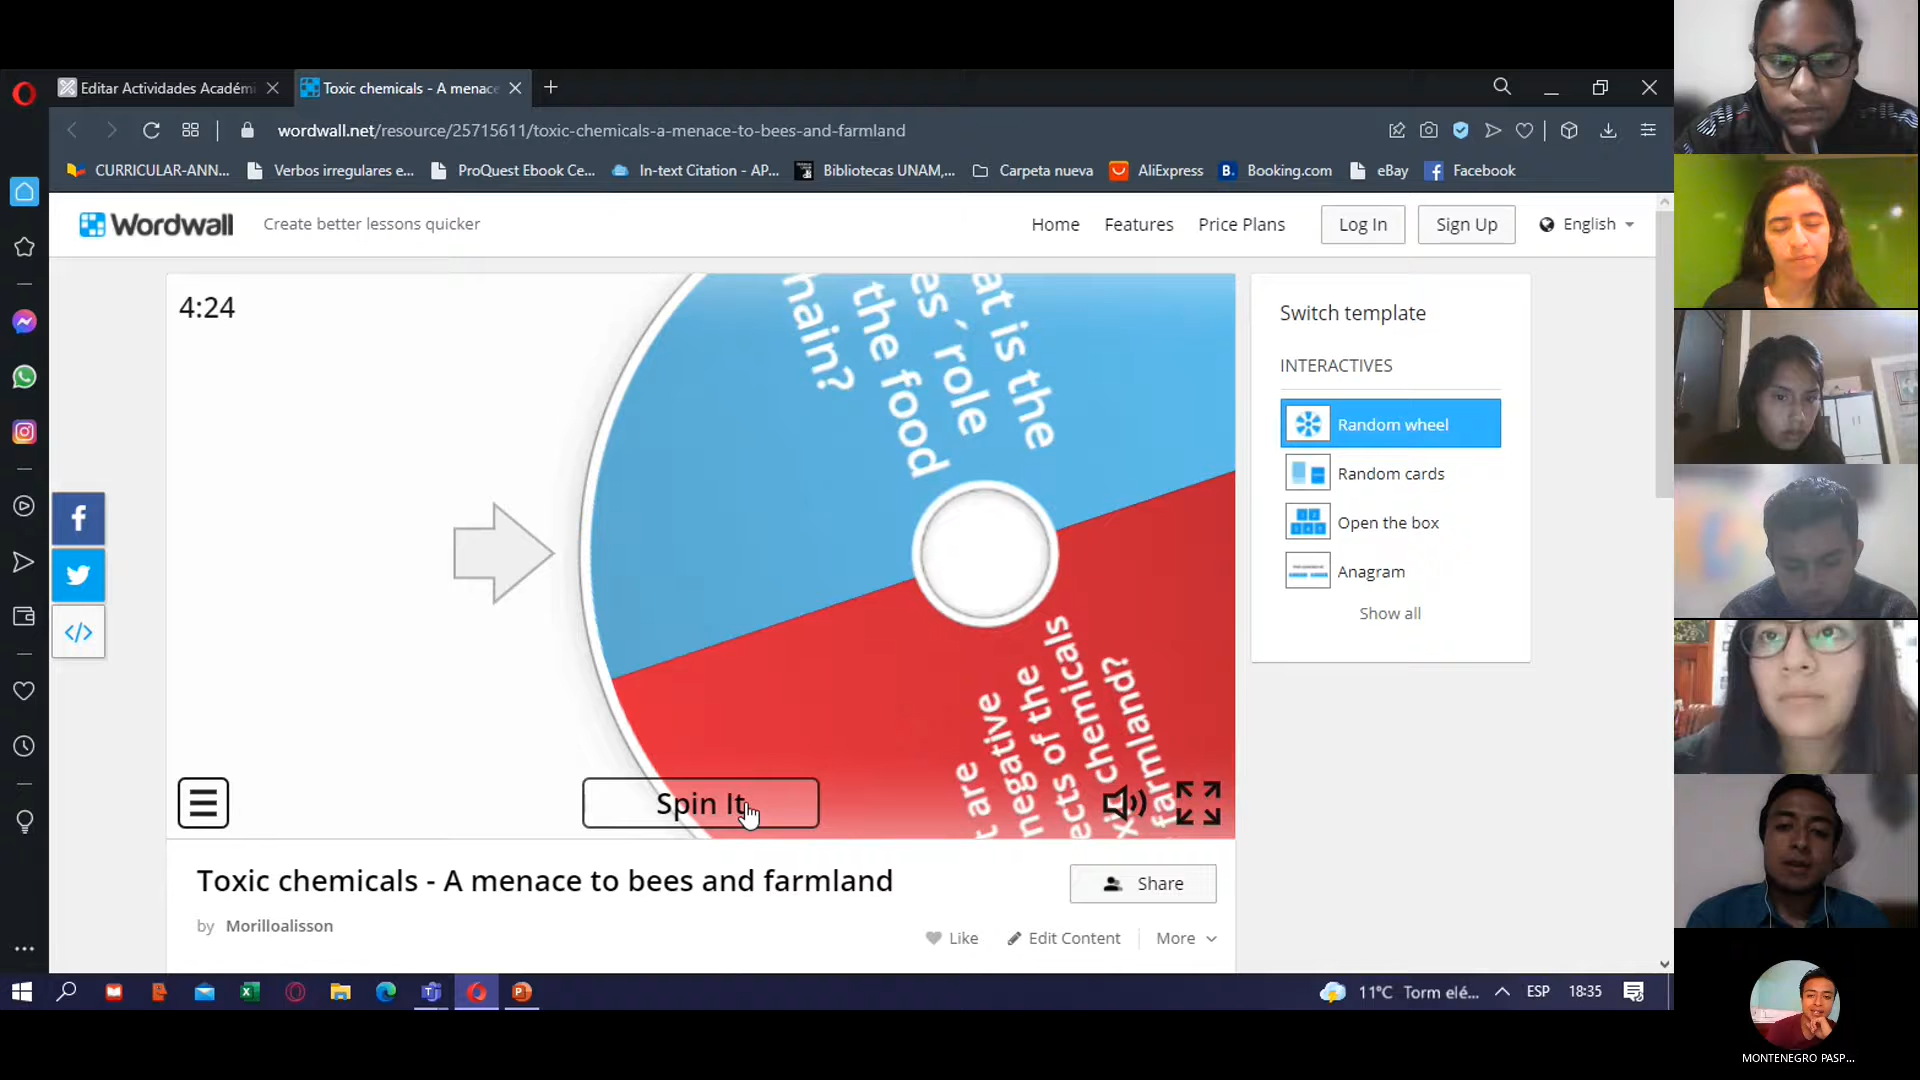 Editar Actividades Académi
Toxic chemicals - A menace
wordwall.net/resource/25715611/toxic-chemicals-a-menace-to-bees-and-farmland
CURRICULAR-ANN...
Verbos irregulares e...
ProQuest Ebook Ce...
In-text Citation - AP...
Bibliotecas UNAM,...
Carpeta nueva
AliExpress
B.
Booking.com
eBay
Facebook
Wordwall
Create better lessons quicker
Home
Features
Price Plans
Log In
Sign Up
English
4:24
at is the
es´ role
the food
hain?
t are
negative
ects of the
xic chemicals
farmland?
Spin It
Switch template
INTERACTIVES
Random wheel
Random cards
Open the box
Anagram
Show all
Toxic chemicals - A menace to bees and farmland
Share
by Morilloalisson
Like
Edit Content
More
11°C Torm elé...
ESP
18:35
MONTENEGRO PASP...